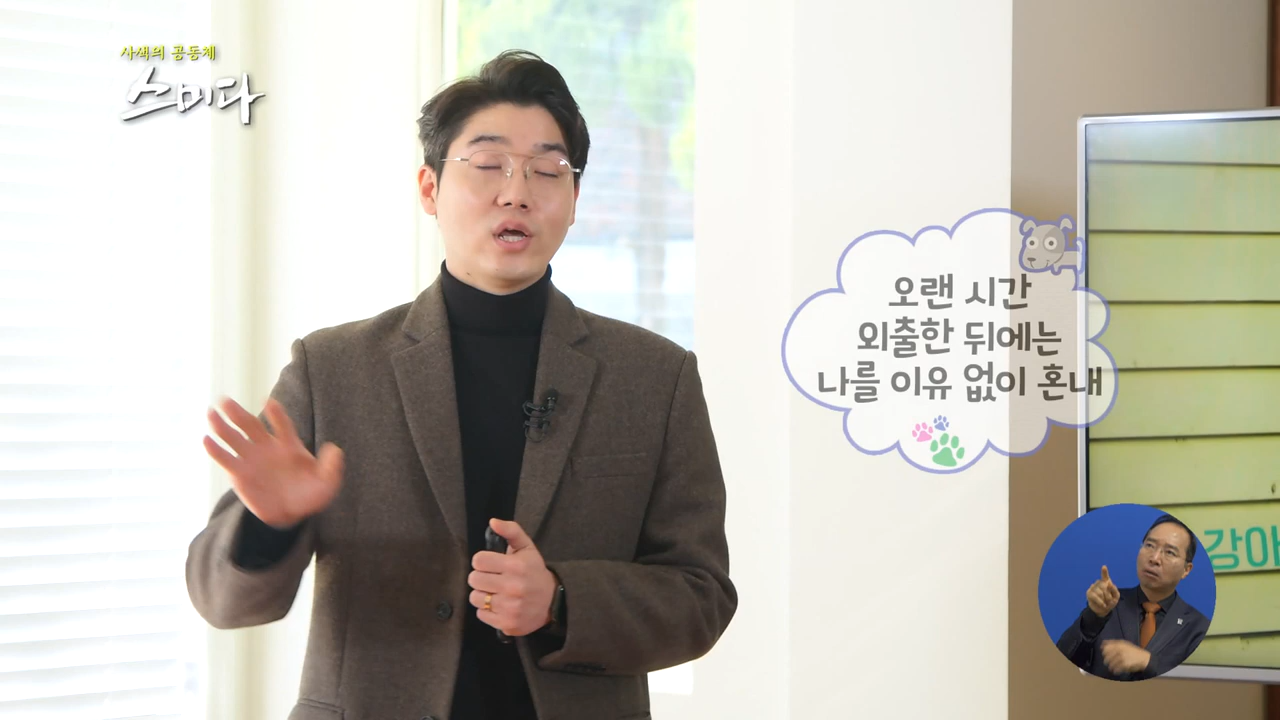 사색의 공동체
스미다
오랜 시간
외출한 뒤에는
나를 이유 없이 혼내
강아